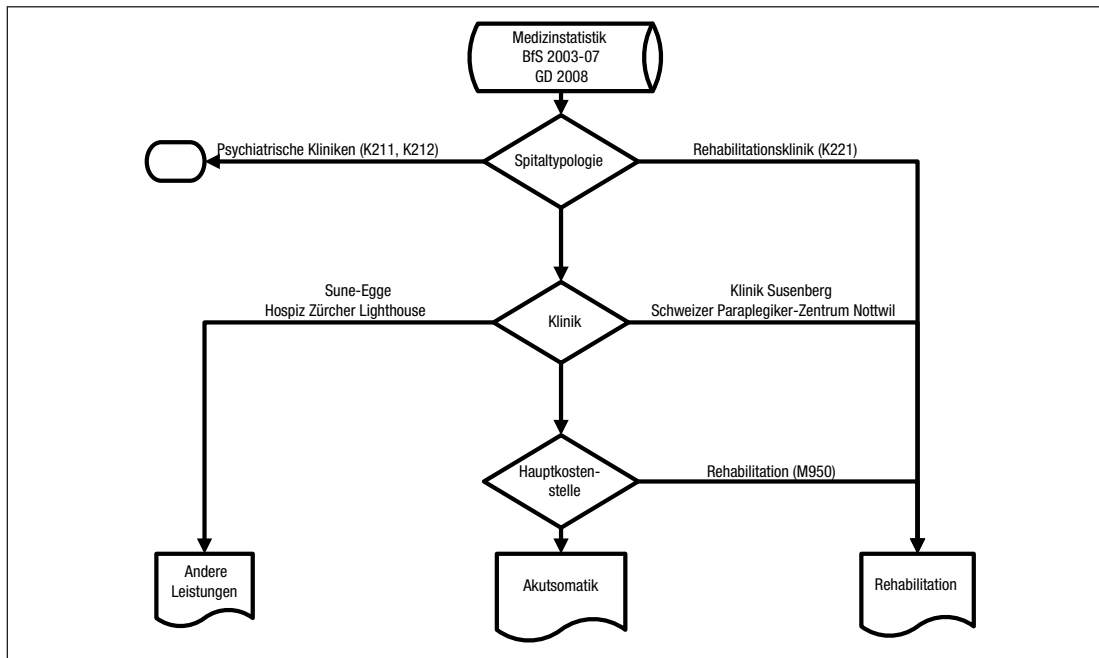 Medizinstatistik
BfS 2003-07
GD 2008
Psychiatrische Kliniken (K211, K212)
Spitaltypologie
Rehabilitationsklinik (K221)
Sune-Egge
Hospiz Zürcher Lighthouse
Klinik
Klinik Susenberg
Schweizer Paraplegiker-Zentrum Nottwil
Hauptkosten-
stelle
Rehabilitation (M950)
Andere
Leistungen
Akutsomatik
Rehabilitation